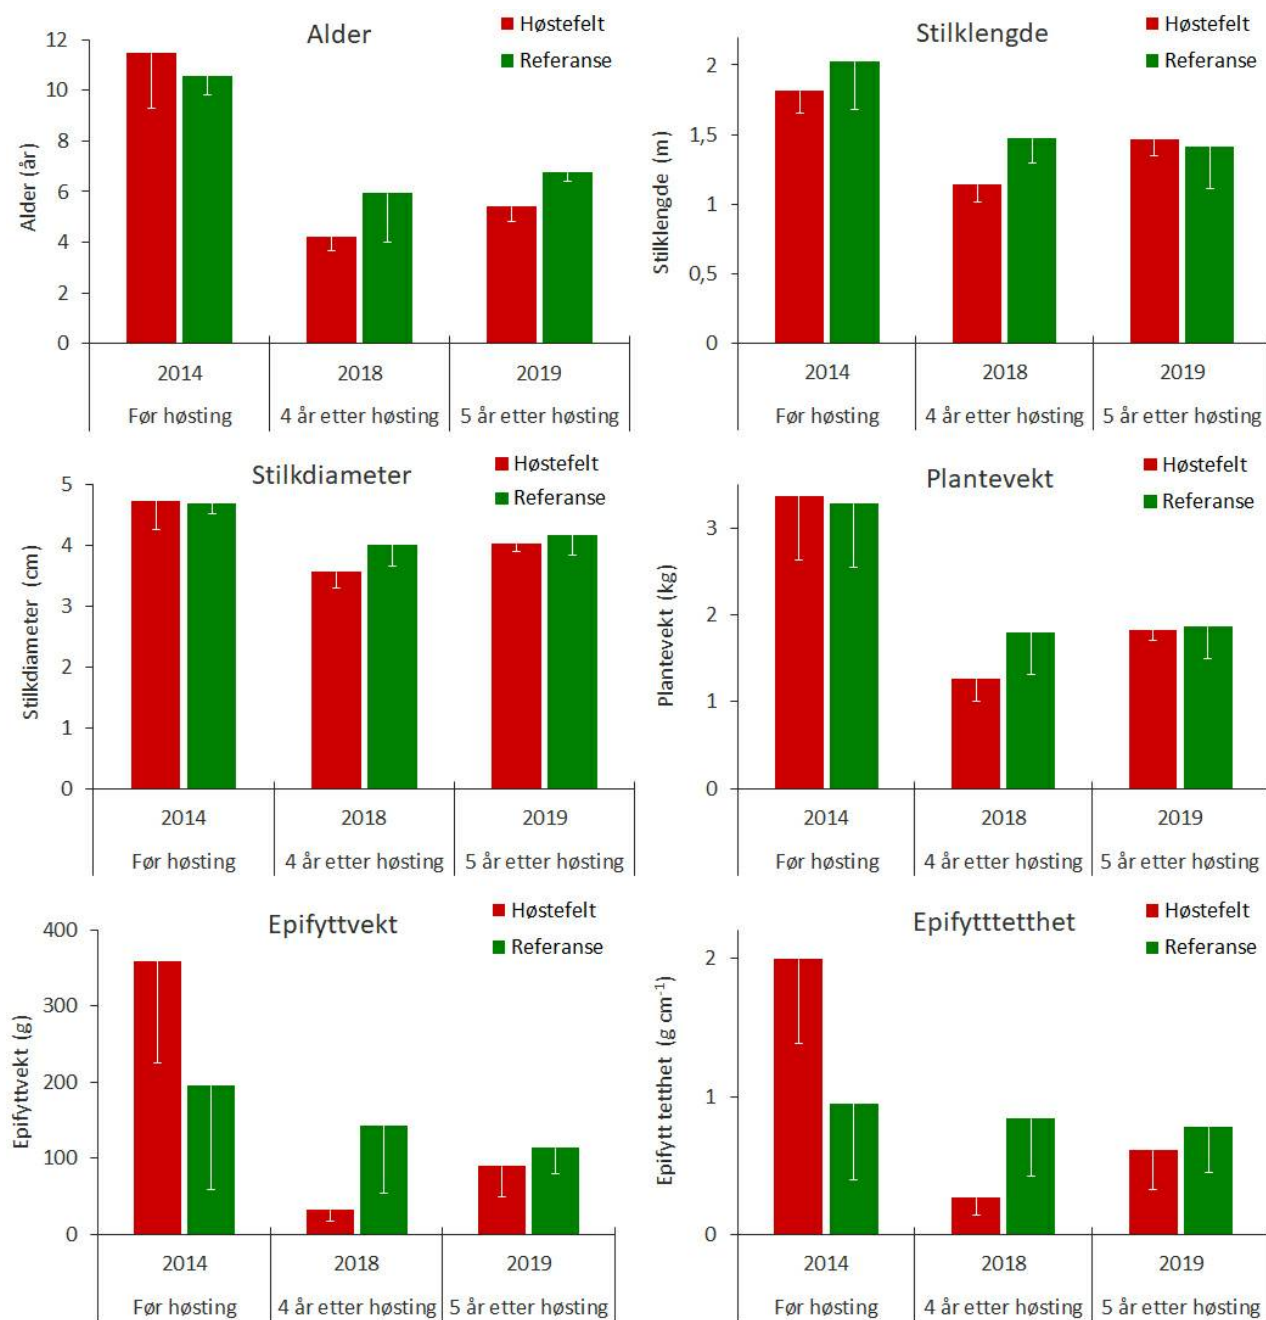 Alder
Høstefelt
Referanse
Alder (år)
12
10
8
6
4
2
0
2014
2018
2019
Før høsting
4 år etter høsting
5 år etter høsting
Stilklengde
Høstefelt
Referanse
Stilklengde (m)
2
1,5
1
0,5
0
2014
2018
2019
Før høsting
4 år etter høsting
5 år etter høsting
Stilkdiameter
Høstefelt
Referanse
Stilkdiameter (cm)
5
4
3
2
1
0
2014
2018
2019
Før høsting
4 år etter høsting
5 år etter høsting
Plantevekt
Høstefelt
Referanse
Plantevekt (kg)
3
2
1
0
2014
2018
2019
Før høsting
4 år etter høsting
5 år etter høsting
Epifyttvekt
Høstefelt
Referanse
Epifyttvekt (g)
400
300
200
100
0
2014
2018
2019
Før høsting
4 år etter høsting
5 år etter høsting
Epifytttetthet
Høstefelt
Referanse
Epifytt tetthet (g cm⁻¹)
2
1
0
2014
2018
2019
Før høsting
4 år etter høsting
5 år etter høsting